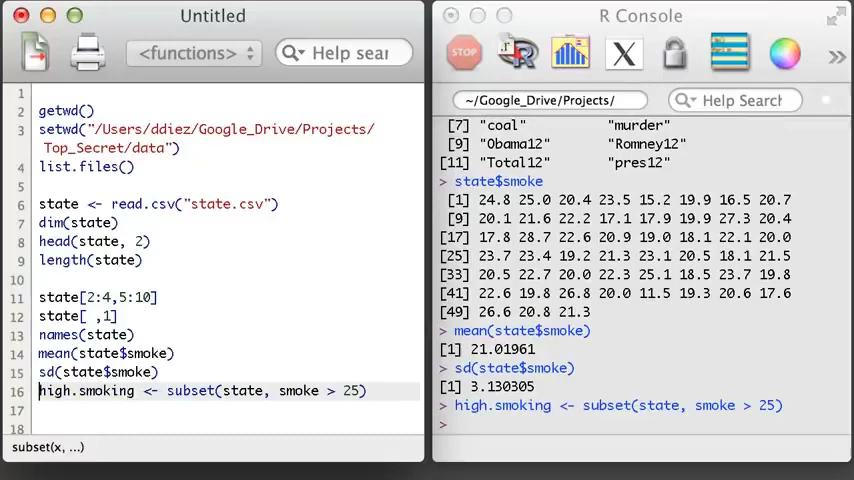 Untitled
<functions>
Help sear
1
2 getwd()
3 setwd("/Users/ddiez/Google_Drive/Projects/
Top_Secret/data")
4 list.files()
5
6 state <- read.csv("state.csv")
7 dim(state)
8 head(state, 2)
9 length(state)
10
11 state[2:4,5:10]
12 state[ ,1]
13 names(state)
14 mean(state$smoke)
15 sd(state$smoke)
16 high.smoking <- subset(state, smoke > 25)
17
18
subset(x, ...)
R Console
STOP
R
X
»
~/Google_Drive/Projects/
Help Search
[7] "coal" "murder"
[9] "Obama12" "Romney12"
[11] "Total12" "pres12"
> state$smoke
[1] 24.8 25.0 20.4 23.5 15.2 19.9 16.5 20.7
[9] 20.1 21.6 22.2 17.1 17.9 19.9 27.3 20.4
[17] 17.8 28.7 22.6 20.9 19.0 18.1 22.1 20.0
[25] 23.7 23.4 19.2 21.3 23.1 20.5 18.1 21.5
[33] 20.5 22.7 20.0 22.3 25.1 18.5 23.7 19.8
[41] 22.6 19.8 26.8 20.0 11.5 19.3 20.6 17.6
[49] 26.6 20.8 21.3
> mean(state$smoke)
[1] 21.01961
> sd(state$smoke)
[1] 3.130305
> high.smoking <- subset(state, smoke > 25)
>